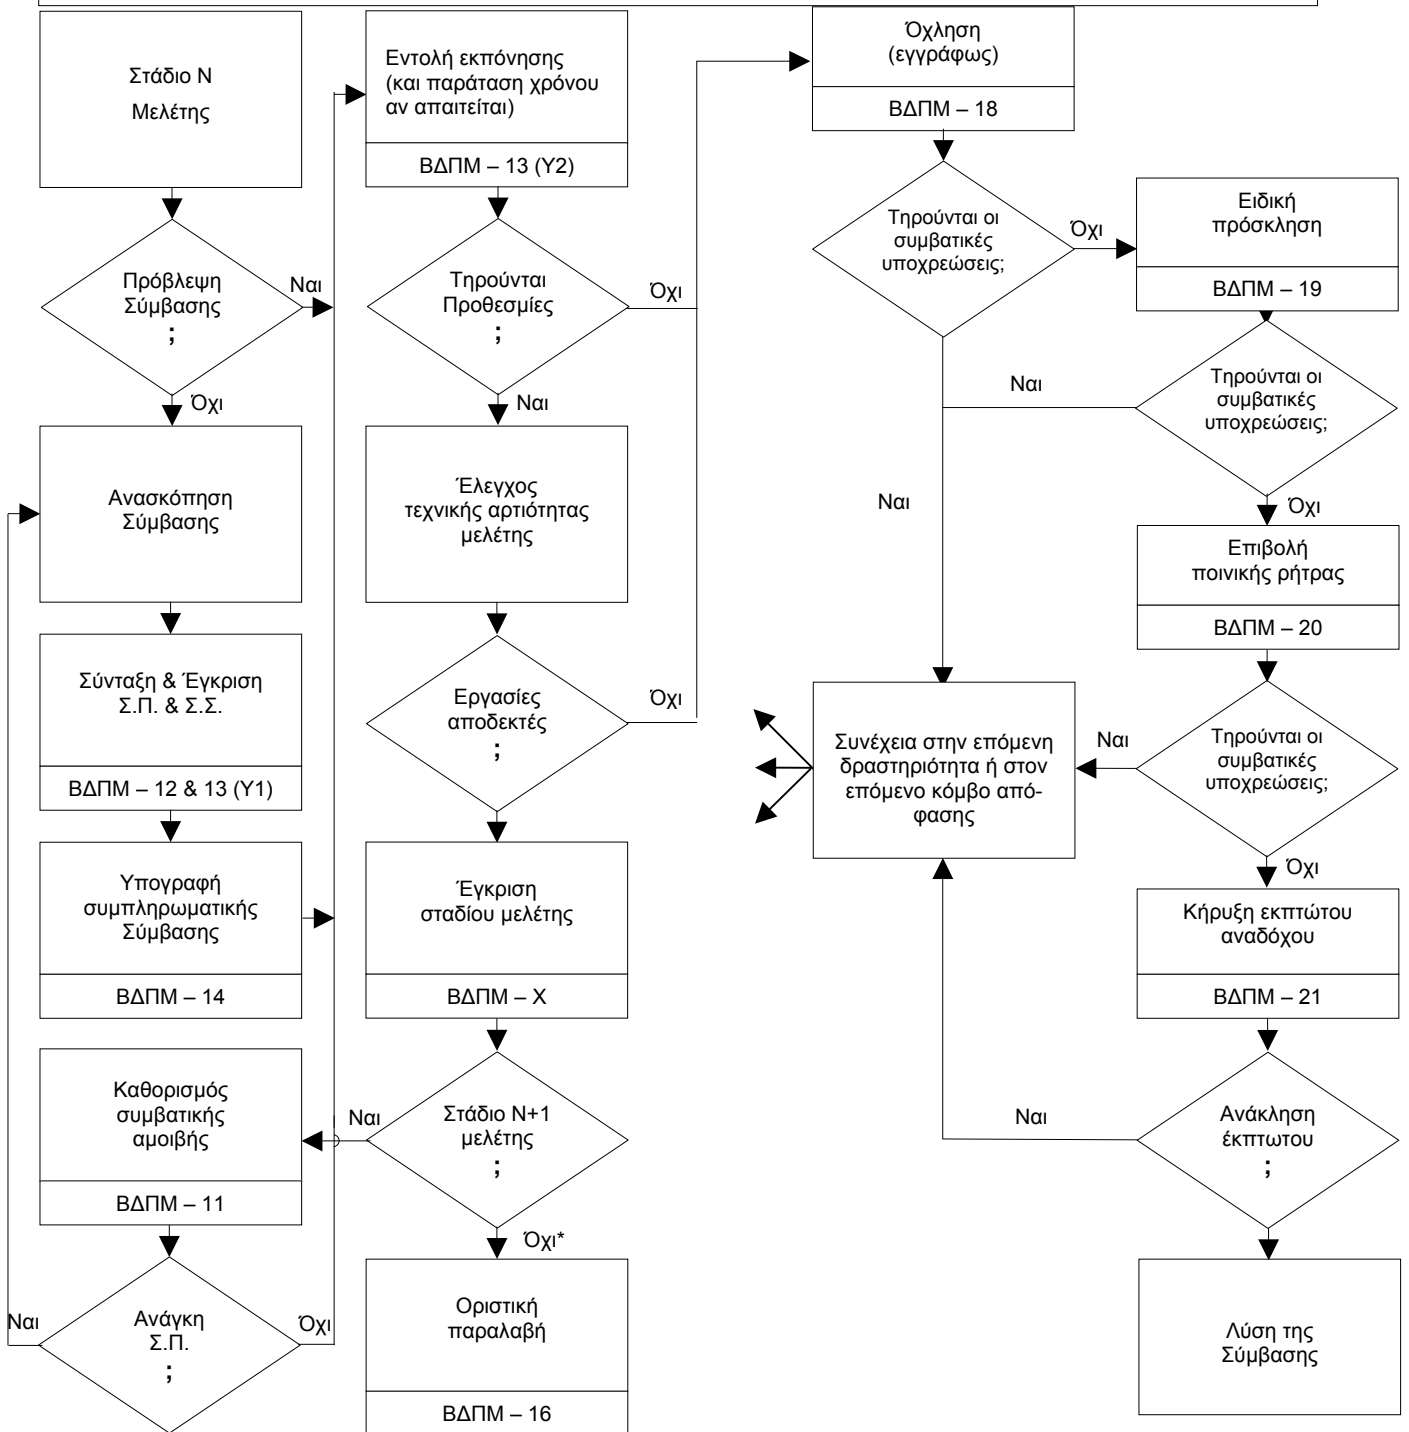 Στάδιο Ν
Μελέτης
Πρόβλεψη
Σύμβασης
;
Ναι
Όχι
Ανασκόπηση
Σύμβασης
Σύνταξη & Έγκριση
Σ.Π. & Σ.Σ.
ΒΔΠΜ – 12 & 13 (Υ1)
Υπογραφή
συμπληρωματικής
Σύμβασης
ΒΔΠΜ – 14
Καθορισμός
συμβατικής
αμοιβής
ΒΔΠΜ – 11
Ανάγκη
Σ.Π.
;
Ναι
Όχι
Εντολή εκπόνησης
(και παράταση χρόνου
αν απαιτείται)
ΒΔΠΜ – 13 (Υ2)
Τηρούνται
Προθεσμίες
;
Όχι
Ναι
Έλεγχος
τεχνικής αρτιότητας
μελέτης
Εργασίες
αποδεκτές
;
Όχι
Έγκριση
σταδίου μελέτης
ΒΔΠΜ – Χ
Στάδιο Ν+1
μελέτης
;
Ναι
Όχι*
Οριστική
παραλαβή
ΒΔΠΜ – 16
Όχληση
(εγγράφως)
ΒΔΠΜ – 18
Τηρούνται οι
συμβατικές
υποχρεώσεις;
Όχι
Ναι
Συνέχεια στην επόμενη
δραστηριότητα ή στον
επόμενο κόμβο από-
φασης
Ειδική
πρόσκληση
ΒΔΠΜ – 19
Τηρούνται οι
συμβατικές
υποχρεώσεις;
Ναι
Όχι
Επιβολή
ποινικής ρήτρας
ΒΔΠΜ – 20
Τηρούνται οι
συμβατικές
υποχρεώσεις;
Ναι
Όχι
Κήρυξη εκπτώτου
αναδόχου
ΒΔΠΜ – 21
Ανάκληση
έκπτωτου
;
Ναι
Λύση της
Σύμβασης